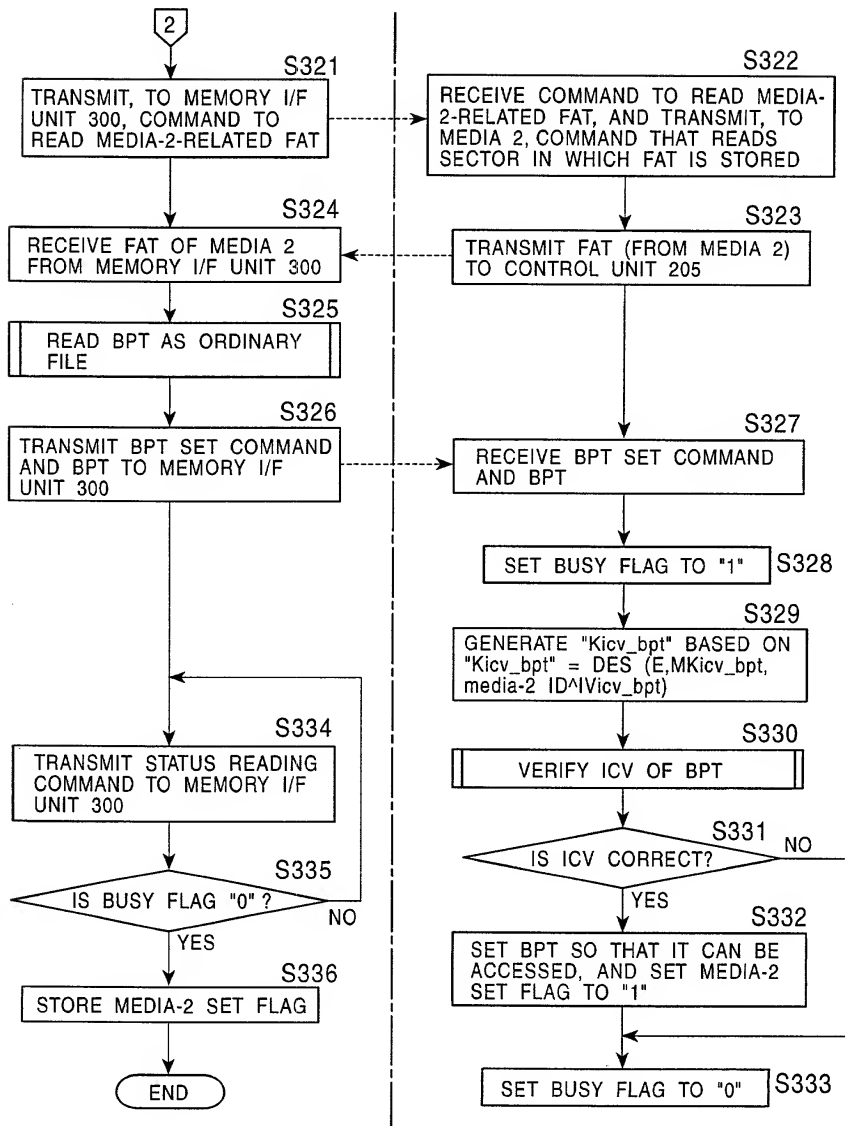 2
S321
TRANSMIT, TO MEMORY I/F
UNIT 300, COMMAND TO
READ MEDIA-2-RELATED FAT
S322
RECEIVE COMMAND TO READ MEDIA-
2-RELATED FAT, AND TRANSMIT, TO
MEDIA 2, COMMAND THAT READS
SECTOR IN WHICH FAT IS STORED
S324
RECEIVE FAT OF MEDIA 2
FROM MEMORY I/F UNIT 300
S323
TRANSMIT FAT (FROM MEDIA 2)
TO CONTROL UNIT 205
S325
READ BPT AS ORDINARY
FILE
S326
TRANSMIT BPT SET COMMAND
AND BPT TO MEMORY I/F
UNIT 300
S327
RECEIVE BPT SET COMMAND
AND BPT
SET BUSY FLAG TO "1"
S328
S329
GENERATE "Kicv_bpt" BASED ON
"Kicv_bpt" = DES (E,MKicv_bpt,
media-2 ID^IVicv_bpt)
S330
VERIFY ICV OF BPT
S331
IS ICV CORRECT?
NO
YES
S332
SET BPT SO THAT IT CAN BE
ACCESSED, AND SET MEDIA-2
SET FLAG TO "1"
SET BUSY FLAG TO "0"
S333
S334
TRANSMIT STATUS READING
COMMAND TO MEMORY I/F
UNIT 300
S335
IS BUSY FLAG "0" ?
NO
YES
S336
STORE MEDIA-2 SET FLAG
END